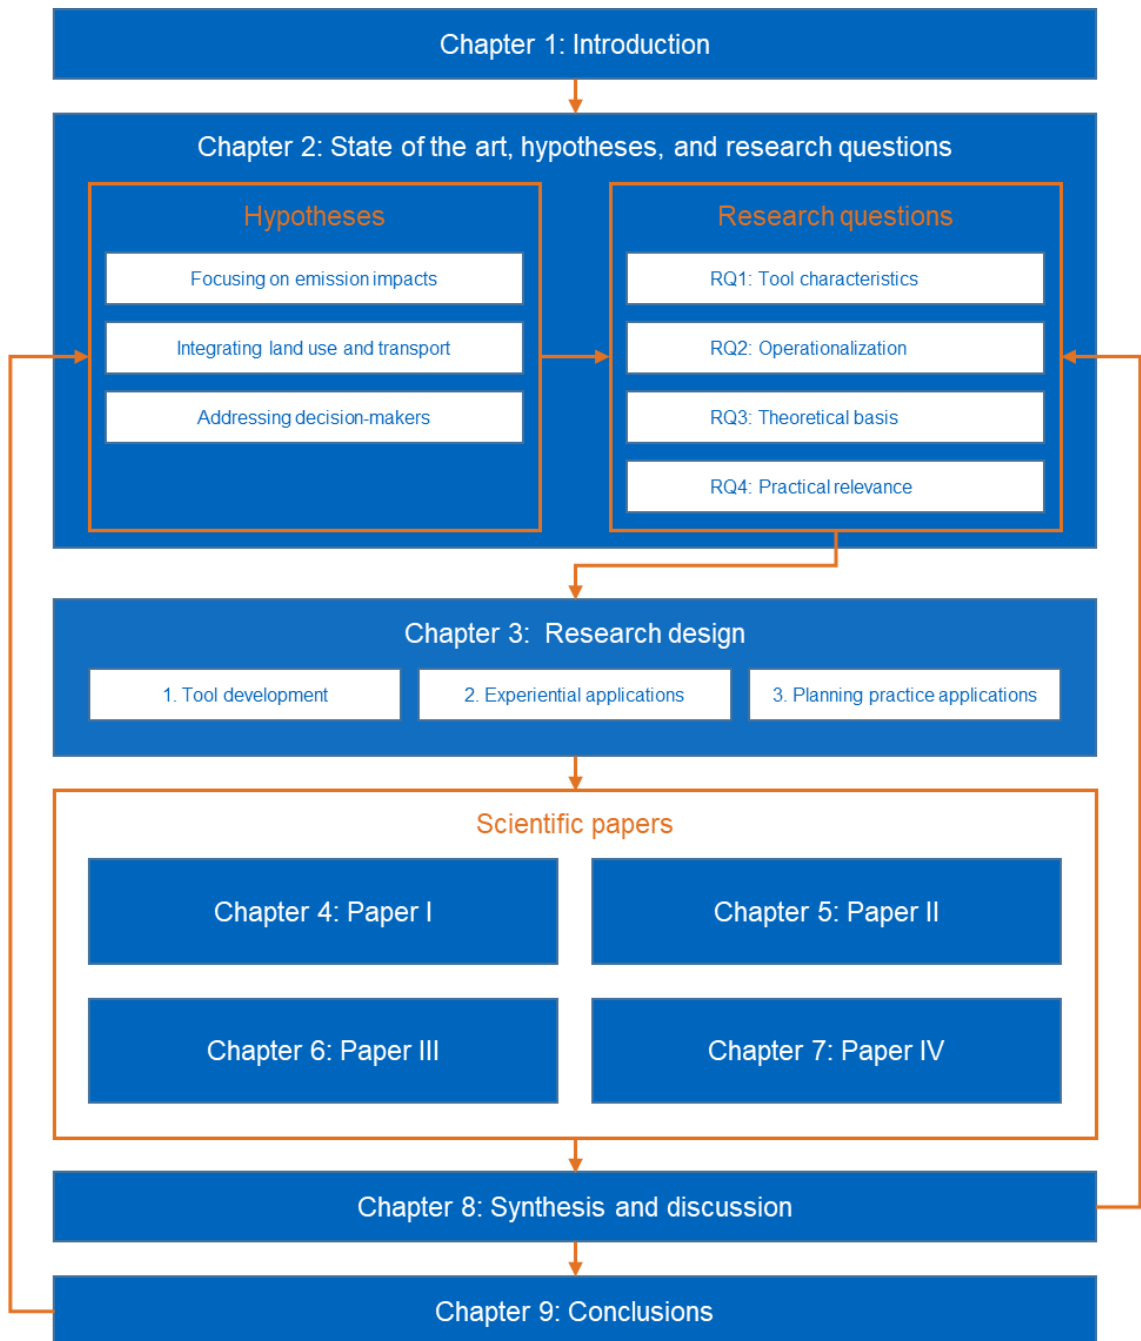 Chapter 1: Introduction
Chapter 2: State of the art, hypotheses, and research questions
Hypotheses
Focusing on emission impacts
Integrating land use and transport
Addressing decision-makers
Research questions
RQ1: Tool characteristics
RQ2: Operationalization
RQ3: Theoretical basis
RQ4: Practical relevance
Chapter 3: Research design
1. Tool development
2. Experiential applications
3. Planning practice applications
Scientific papers
Chapter 4: Paper I
Chapter 5: Paper II
Chapter 6: Paper III
Chapter 7: Paper IV
Chapter 8: Synthesis and discussion
Chapter 9: Conclusions